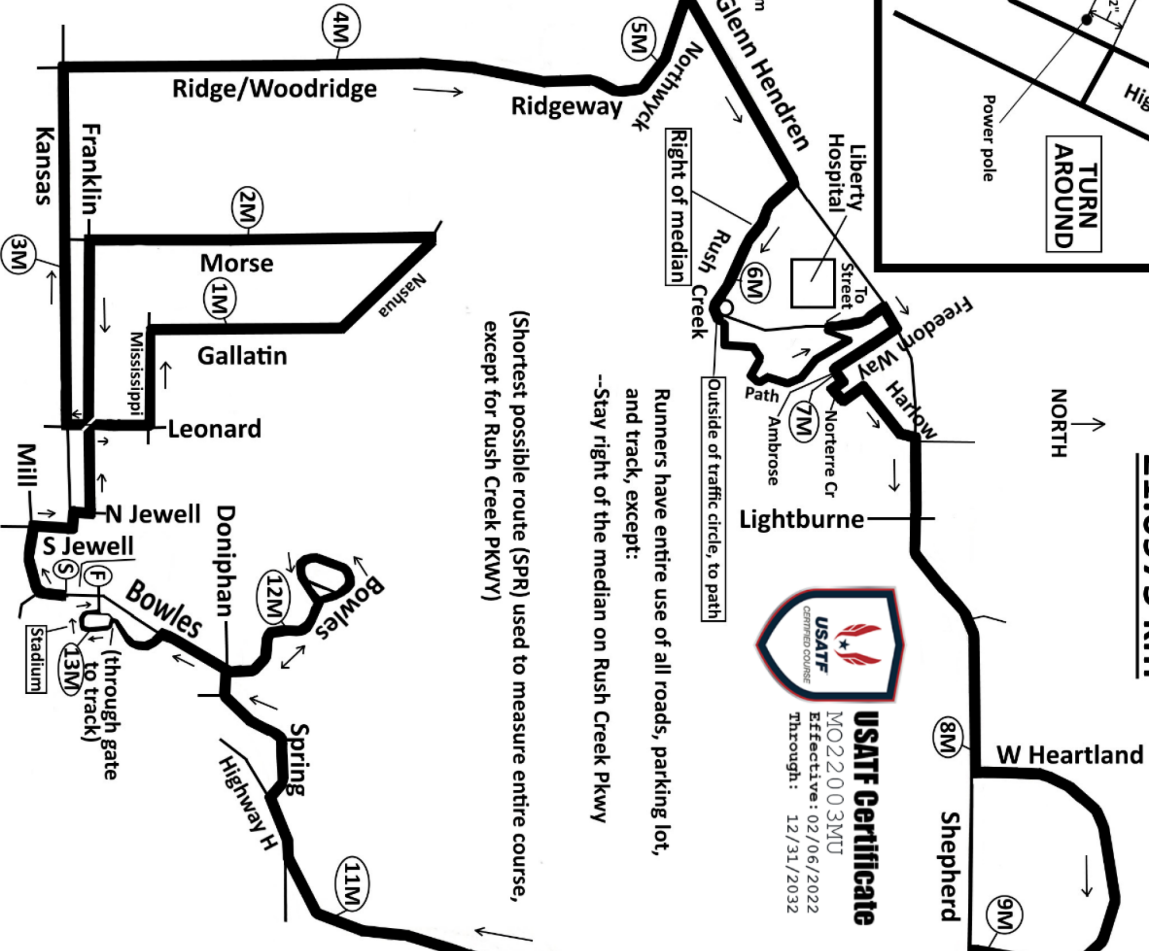 4M
5M
Ridge/Woodridge
Ridgeway
Northwyck
Glenn Hendren
m
2"
Hig
Power pole
TURN
AROUND
Kansas
Franklin
3M
2M
Morse
1M
Gallatin
Nashua
Mississippi
Leonard
Right of median
Liberty
Hospital
To
Street
Rush Creek
6M
Freedom Way
Harlow
Path
Ambrose
7M
Norterre Cr
Outside of traffic circle, to path
NORTH
Lightburne
Runners have entire use of all roads, parking lot,
and track, except:
--Stay right of the median on Rush Creek Pkwy
(Shortest possible route (SPR) used to measure entire course,
except for Rush Creek PKWY)
Mill
N Jewell
S Jewell
S
F
Bowles
Doniphan
12M
Bowles
Stadium
13M
(through gate
to track)
Spring
Highway H
11M
USATF
CERTIFIED COURSE
USATF Certificate
MO22003MU
Effective: 02/06/2022
Through: 12/31/2032
8M
W Heartland
Shepherd
9M